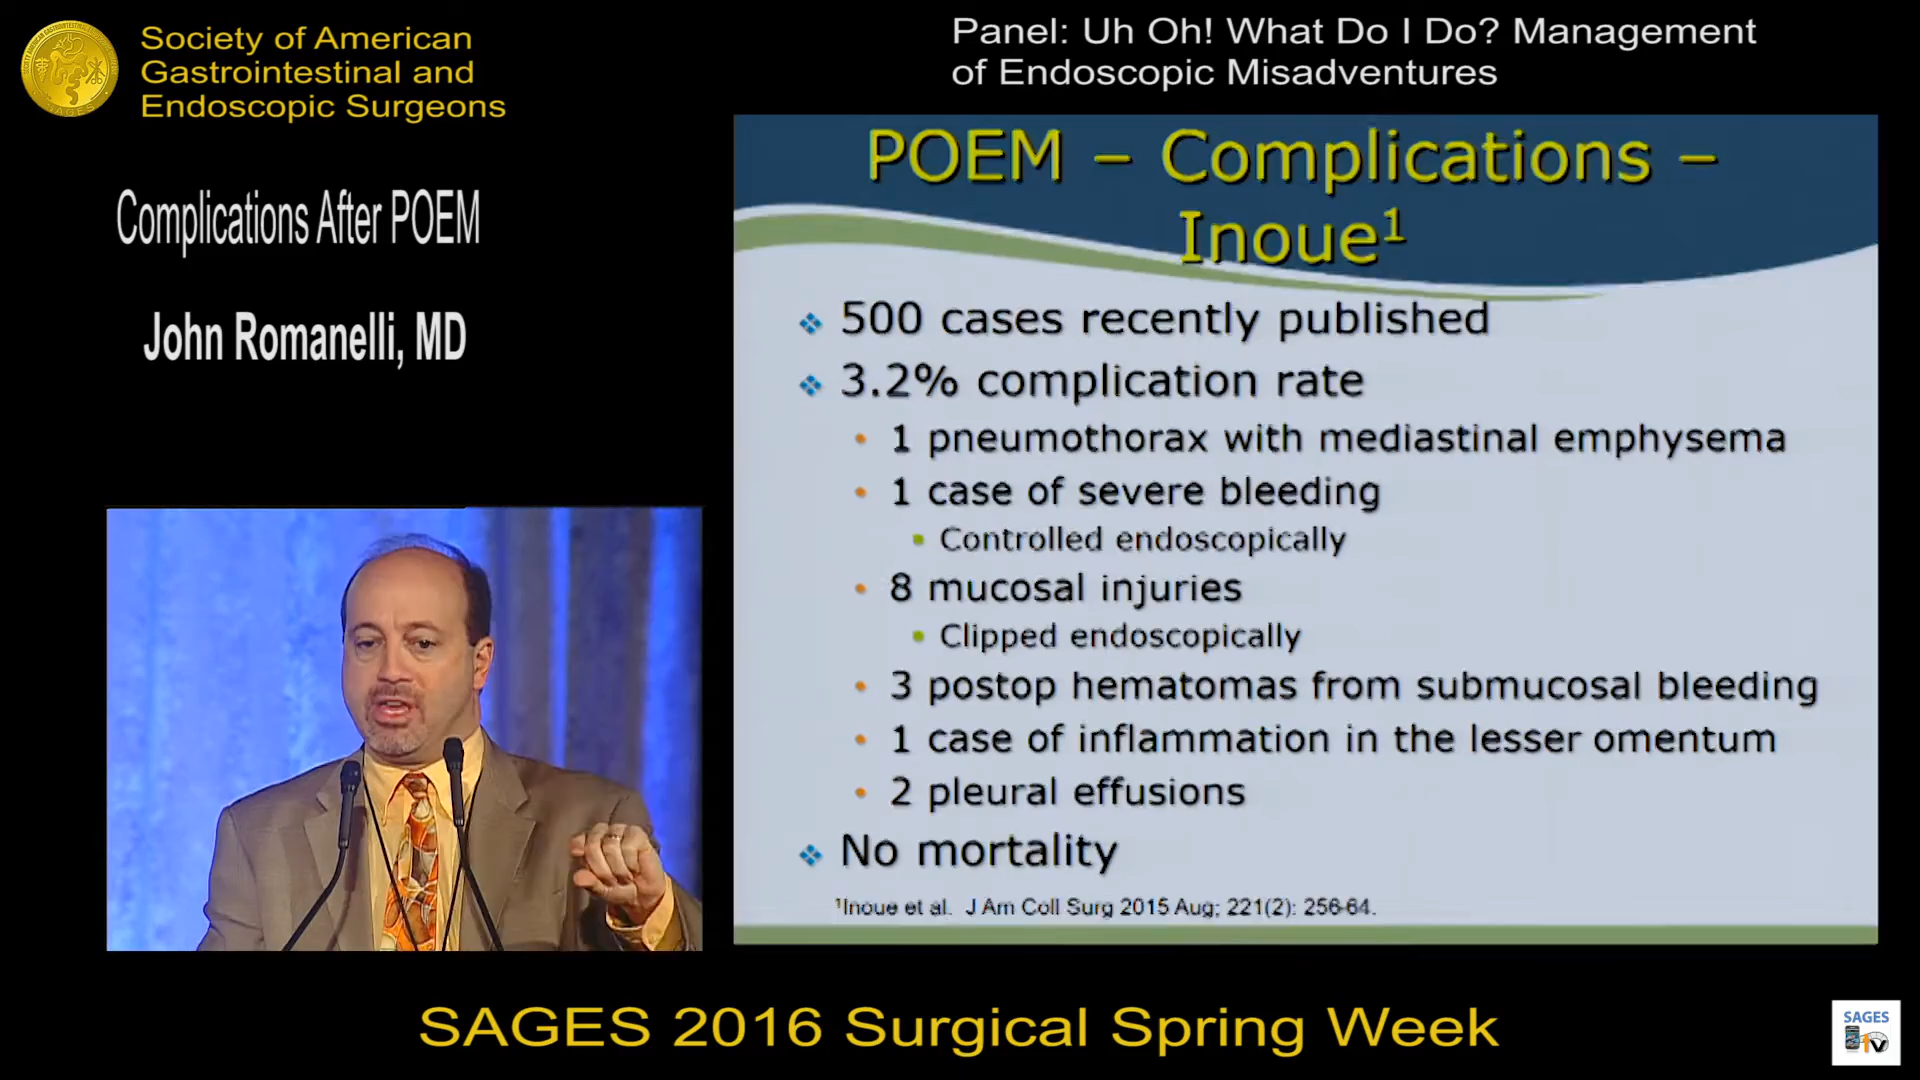 Society of American
Gastrointestinal and
Endoscopic Surgeons
Panel: Uh Oh! What Do I Do? Management
of Endoscopic Misadventures
Complications After POEM
John Romanelli, MD
POEM – Complications –
Inoue¹
500 cases recently published
3.2% complication rate
1 pneumothorax with mediastinal emphysema
1 case of severe bleeding
Controlled endoscopically
8 mucosal injuries
Clipped endoscopically
3 postop hematomas from submucosal bleeding
1 case of inflammation in the lesser omentum
2 pleural effusions
No mortality
¹Inoue et al. J Am Coll Surg 2015 Aug; 221(2): 256-64.
SAGES 2016 Surgical Spring Week
SAGES
TV